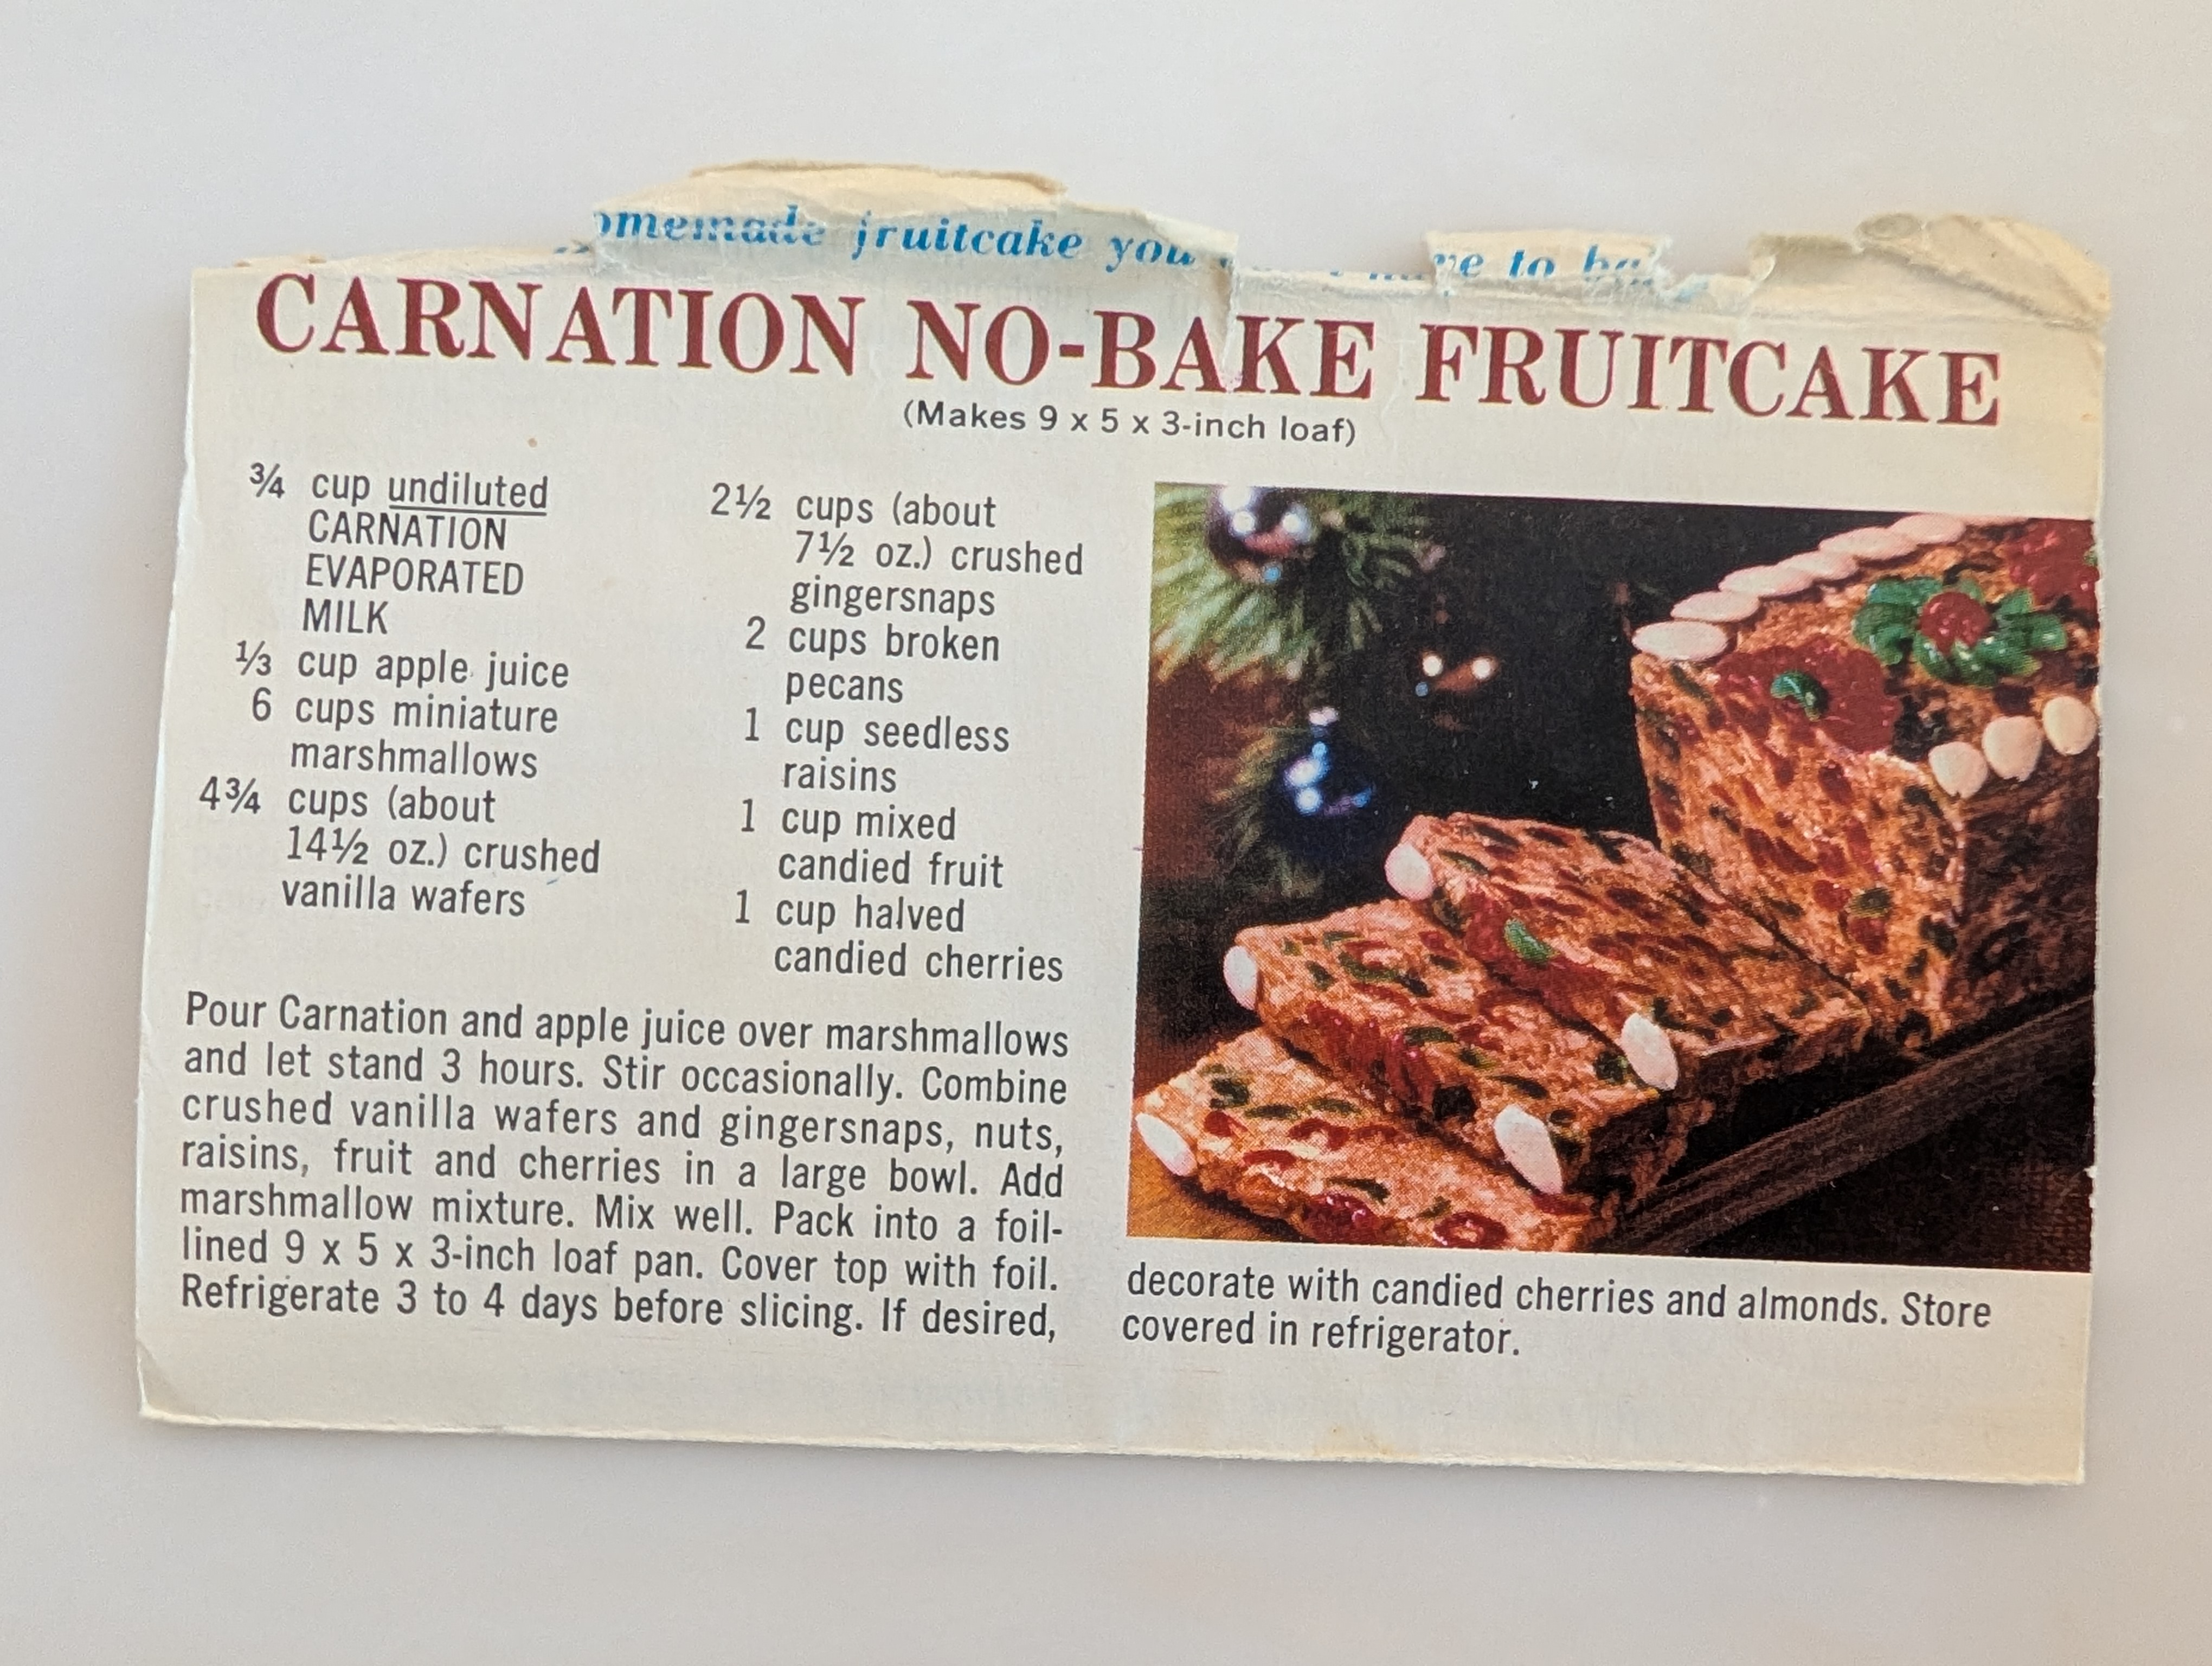 fruitcake you to
CARNATION NO-BAKE FRUITCAKE
(Makes 9 x 5 x 3-inch loaf)
¾ cup undiluted
CARNATION
EVAPORATED
MILK
⅓ cup apple juice
6 cups miniature
marshmallows
4¾ cups (about
14½ oz.) crushed
vanilla wafers
2½ cups (about
7½ oz.) crushed
gingersnaps
2 cups broken
pecans
1 cup seedless
raisins
1 cup mixed
candied fruit
1 cup halved
candied cherries
Pour Carnation and apple juice over marshmallows
and let stand 3 hours. Stir occasionally. Combine
crushed vanilla wafers and gingersnaps, nuts,
raisins, fruit and cherries in a large bowl. Add
marshmallow mixture. Mix well. Pack into a foil-
lined 9 x 5 x 3-inch loaf pan. Cover top with foil.
Refrigerate 3 to 4 days before slicing. If desired,
decorate with candied cherries and almonds. Store
covered in refrigerator.